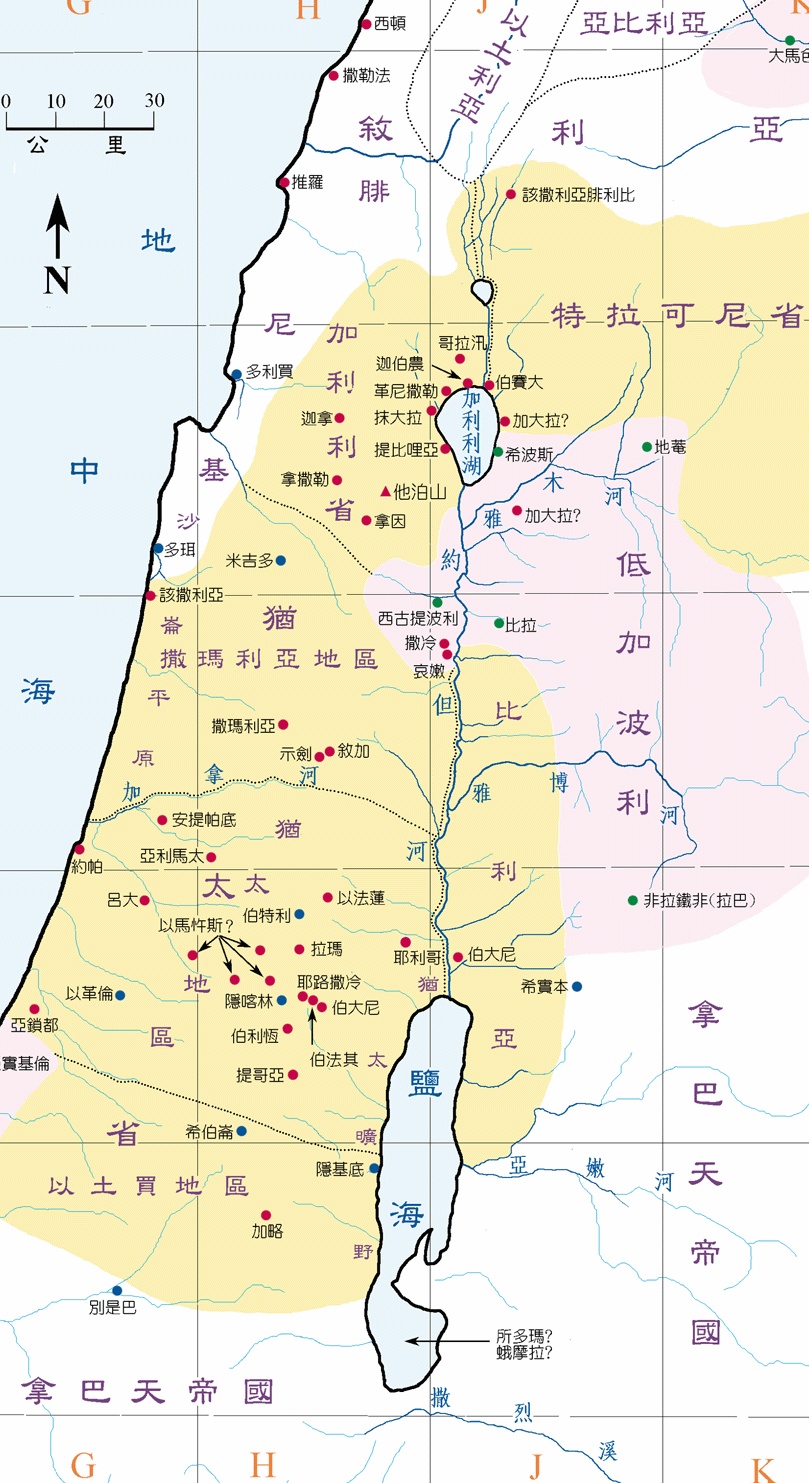 G
H
J
K
西頓
以土利亞
亞比利亞
大馬色
撒勒法
0 10 20 30
公里
敘利亞
腓尼基
推羅
該撒利亞腓利比
N
地中海
特拉可尼省
加利利省
哥拉汛
迦伯農
伯賽大
革尼撒勒
多利買
抹大拉
加利利湖
迦拿
加大拉?
提比哩亞
希波斯
地菴
拿撒勒
他泊山
雅木河
加大拉?
拿因
沙崙平原
多珥
米吉多
約但河
低加波利
該撒利亞
西古提波利
比拉
撒冷
哀嫩
猶太省
撒瑪利亞地區
比利亞
撒瑪利亞
示劍
敘加
加拿河
雅博河
安提帕底
猶太地區
約帕
亞利馬太
呂大
以法蓮
伯特利
非拉鐵非(拉巴)
以馬忤斯?
拉瑪
耶利哥
伯大尼
以革倫
隱喀林
耶路撒冷
伯大尼
希實本
亞鎖都
伯利恆
伯法其
猶太曠野
實基倫
提哥亞
鹽海
拿巴天帝國
希伯崙
隱基底
亞嫩河
以土買地區
加略
別是巴
所多瑪?
蛾摩拉?
拿巴天帝國
撒烈溪
G
H
J
K